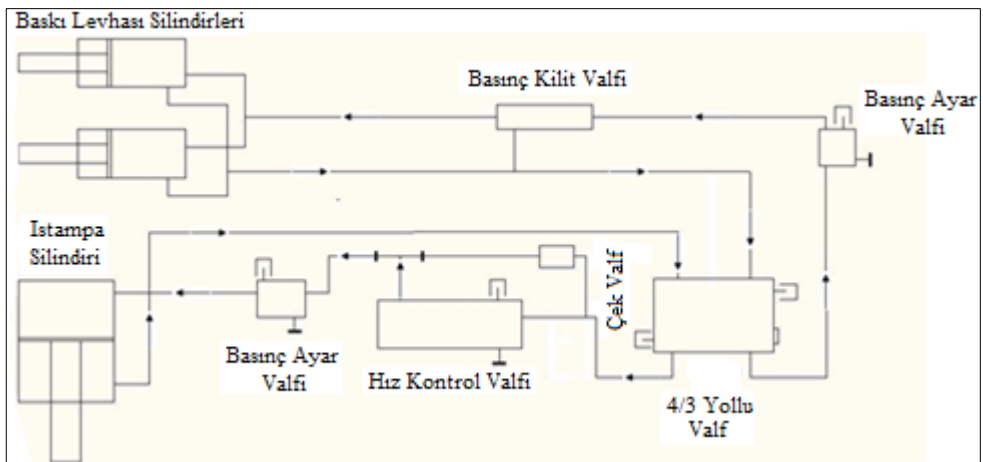 Baskı Levhası Silindirleri
Basınç Kilit Valfi
Basınç Ayar
Valfi
Istampa
Silindiri
Çek Valf
Basınç Ayar
Valfi
Hız Kontrol Valfi
4/3 Yollu
Valf